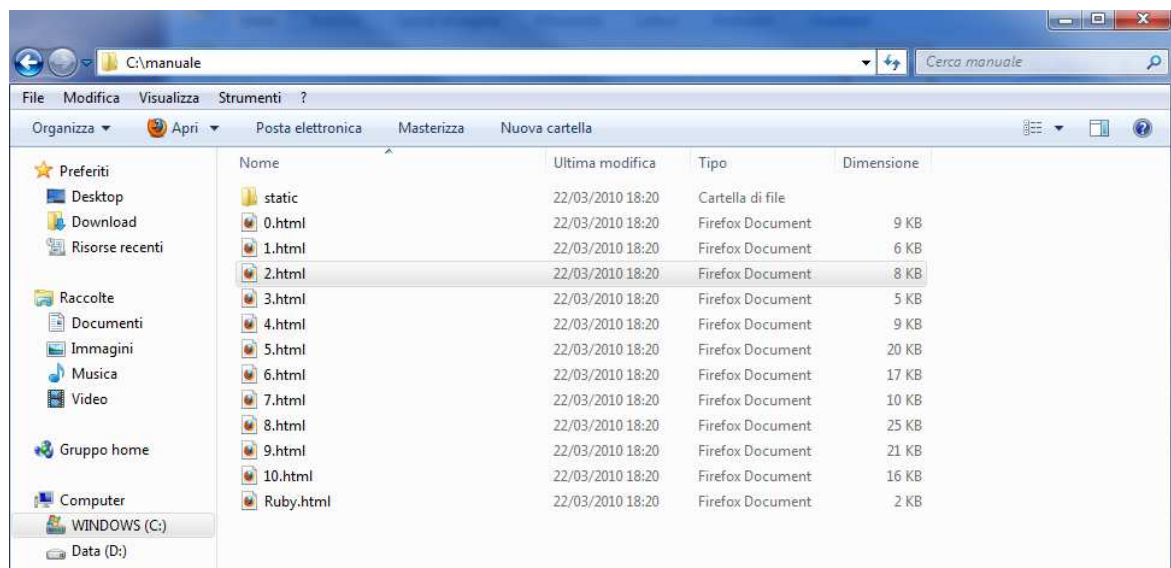 C:\manuale
Cerca manuale
File Modifica Visualizza Strumenti ?
Organizza Apri Posta elettronica Masterizza Nuova cartella
Preferiti
Desktop
Download
Risorse recenti
Raccolte
Documenti
Immagini
Musica
Video
Gruppo home
Computer
WINDOWS (C:)
Data (D:)
Nome Ultima modifica Tipo Dimensione
static 22/03/2010 18:20 Cartella di file
0.html 22/03/2010 18:20 Firefox Document 9 KB
1.html 22/03/2010 18:20 Firefox Document 6 KB
2.html 22/03/2010 18:20 Firefox Document 8 KB
3.html 22/03/2010 18:20 Firefox Document 5 KB
4.html 22/03/2010 18:20 Firefox Document 9 KB
5.html 22/03/2010 18:20 Firefox Document 20 KB
6.html 22/03/2010 18:20 Firefox Document 17 KB
7.html 22/03/2010 18:20 Firefox Document 10 KB
8.html 22/03/2010 18:20 Firefox Document 25 KB
9.html 22/03/2010 18:20 Firefox Document 21 KB
10.html 22/03/2010 18:20 Firefox Document 16 KB
Ruby.html 22/03/2010 18:20 Firefox Document 2 KB